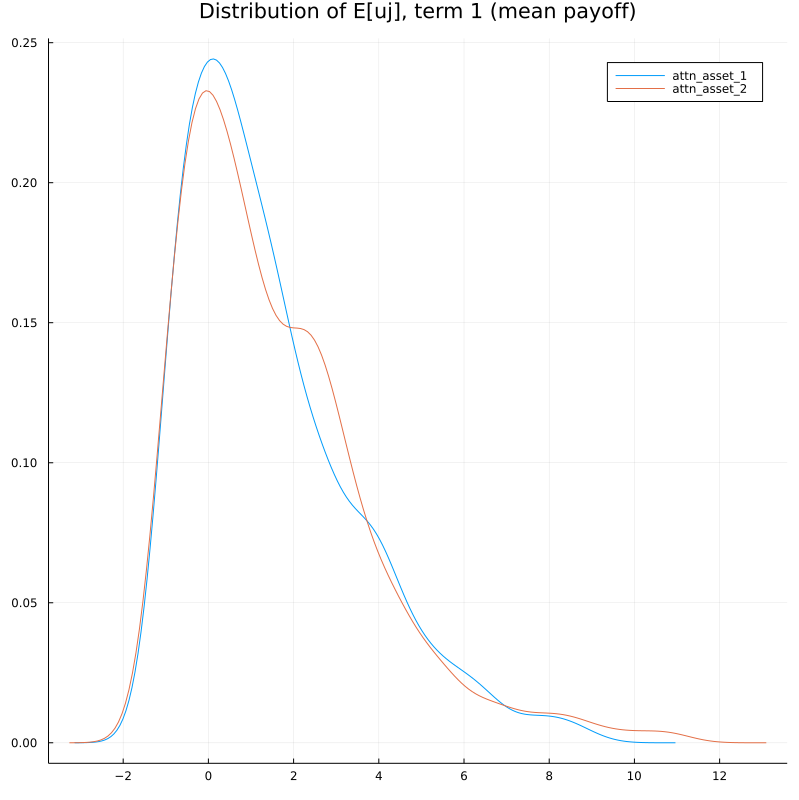 Distribution of E[uj], term 1 (mean payoff)
0.25
attn_asset_1
attn_asset_2
0.20
0.15
0.10
0.05
0.00
−2 0 2 4 6 8 10 12